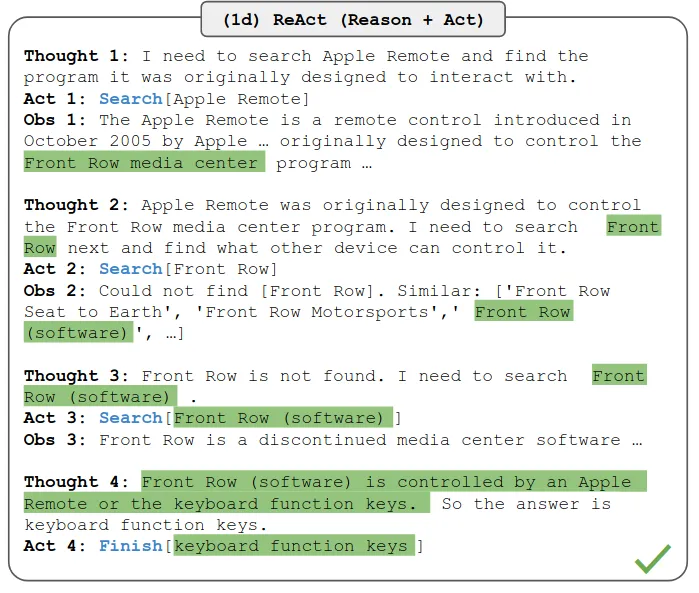 (1d) ReAct (Reason + Act)
Thought 1: I need to search Apple Remote and find the
program it was originally designed to interact with.
Act 1: Search[Apple Remote]
Obs 1: The Apple Remote is a remote control introduced in
October 2005 by Apple … originally designed to control the
Front Row media center program …
Thought 2: Apple Remote was originally designed to control
the Front Row media center program. I need to search Front
Row next and find what other device can control it.
Act 2: Search[Front Row]
Obs 2: Could not find [Front Row]. Similar: ['Front Row
Seat to Earth', 'Front Row Motorsports',' Front Row
(software)', …]
Thought 3: Front Row is not found. I need to search Front
Row (software) .
Act 3: Search[Front Row (software) ]
Obs 3: Front Row is a discontinued media center software …
Thought 4: Front Row (software) is controlled by an Apple
Remote or the keyboard function keys. So the answer is
keyboard function keys.
Act 4: Finish[keyboard function keys ]